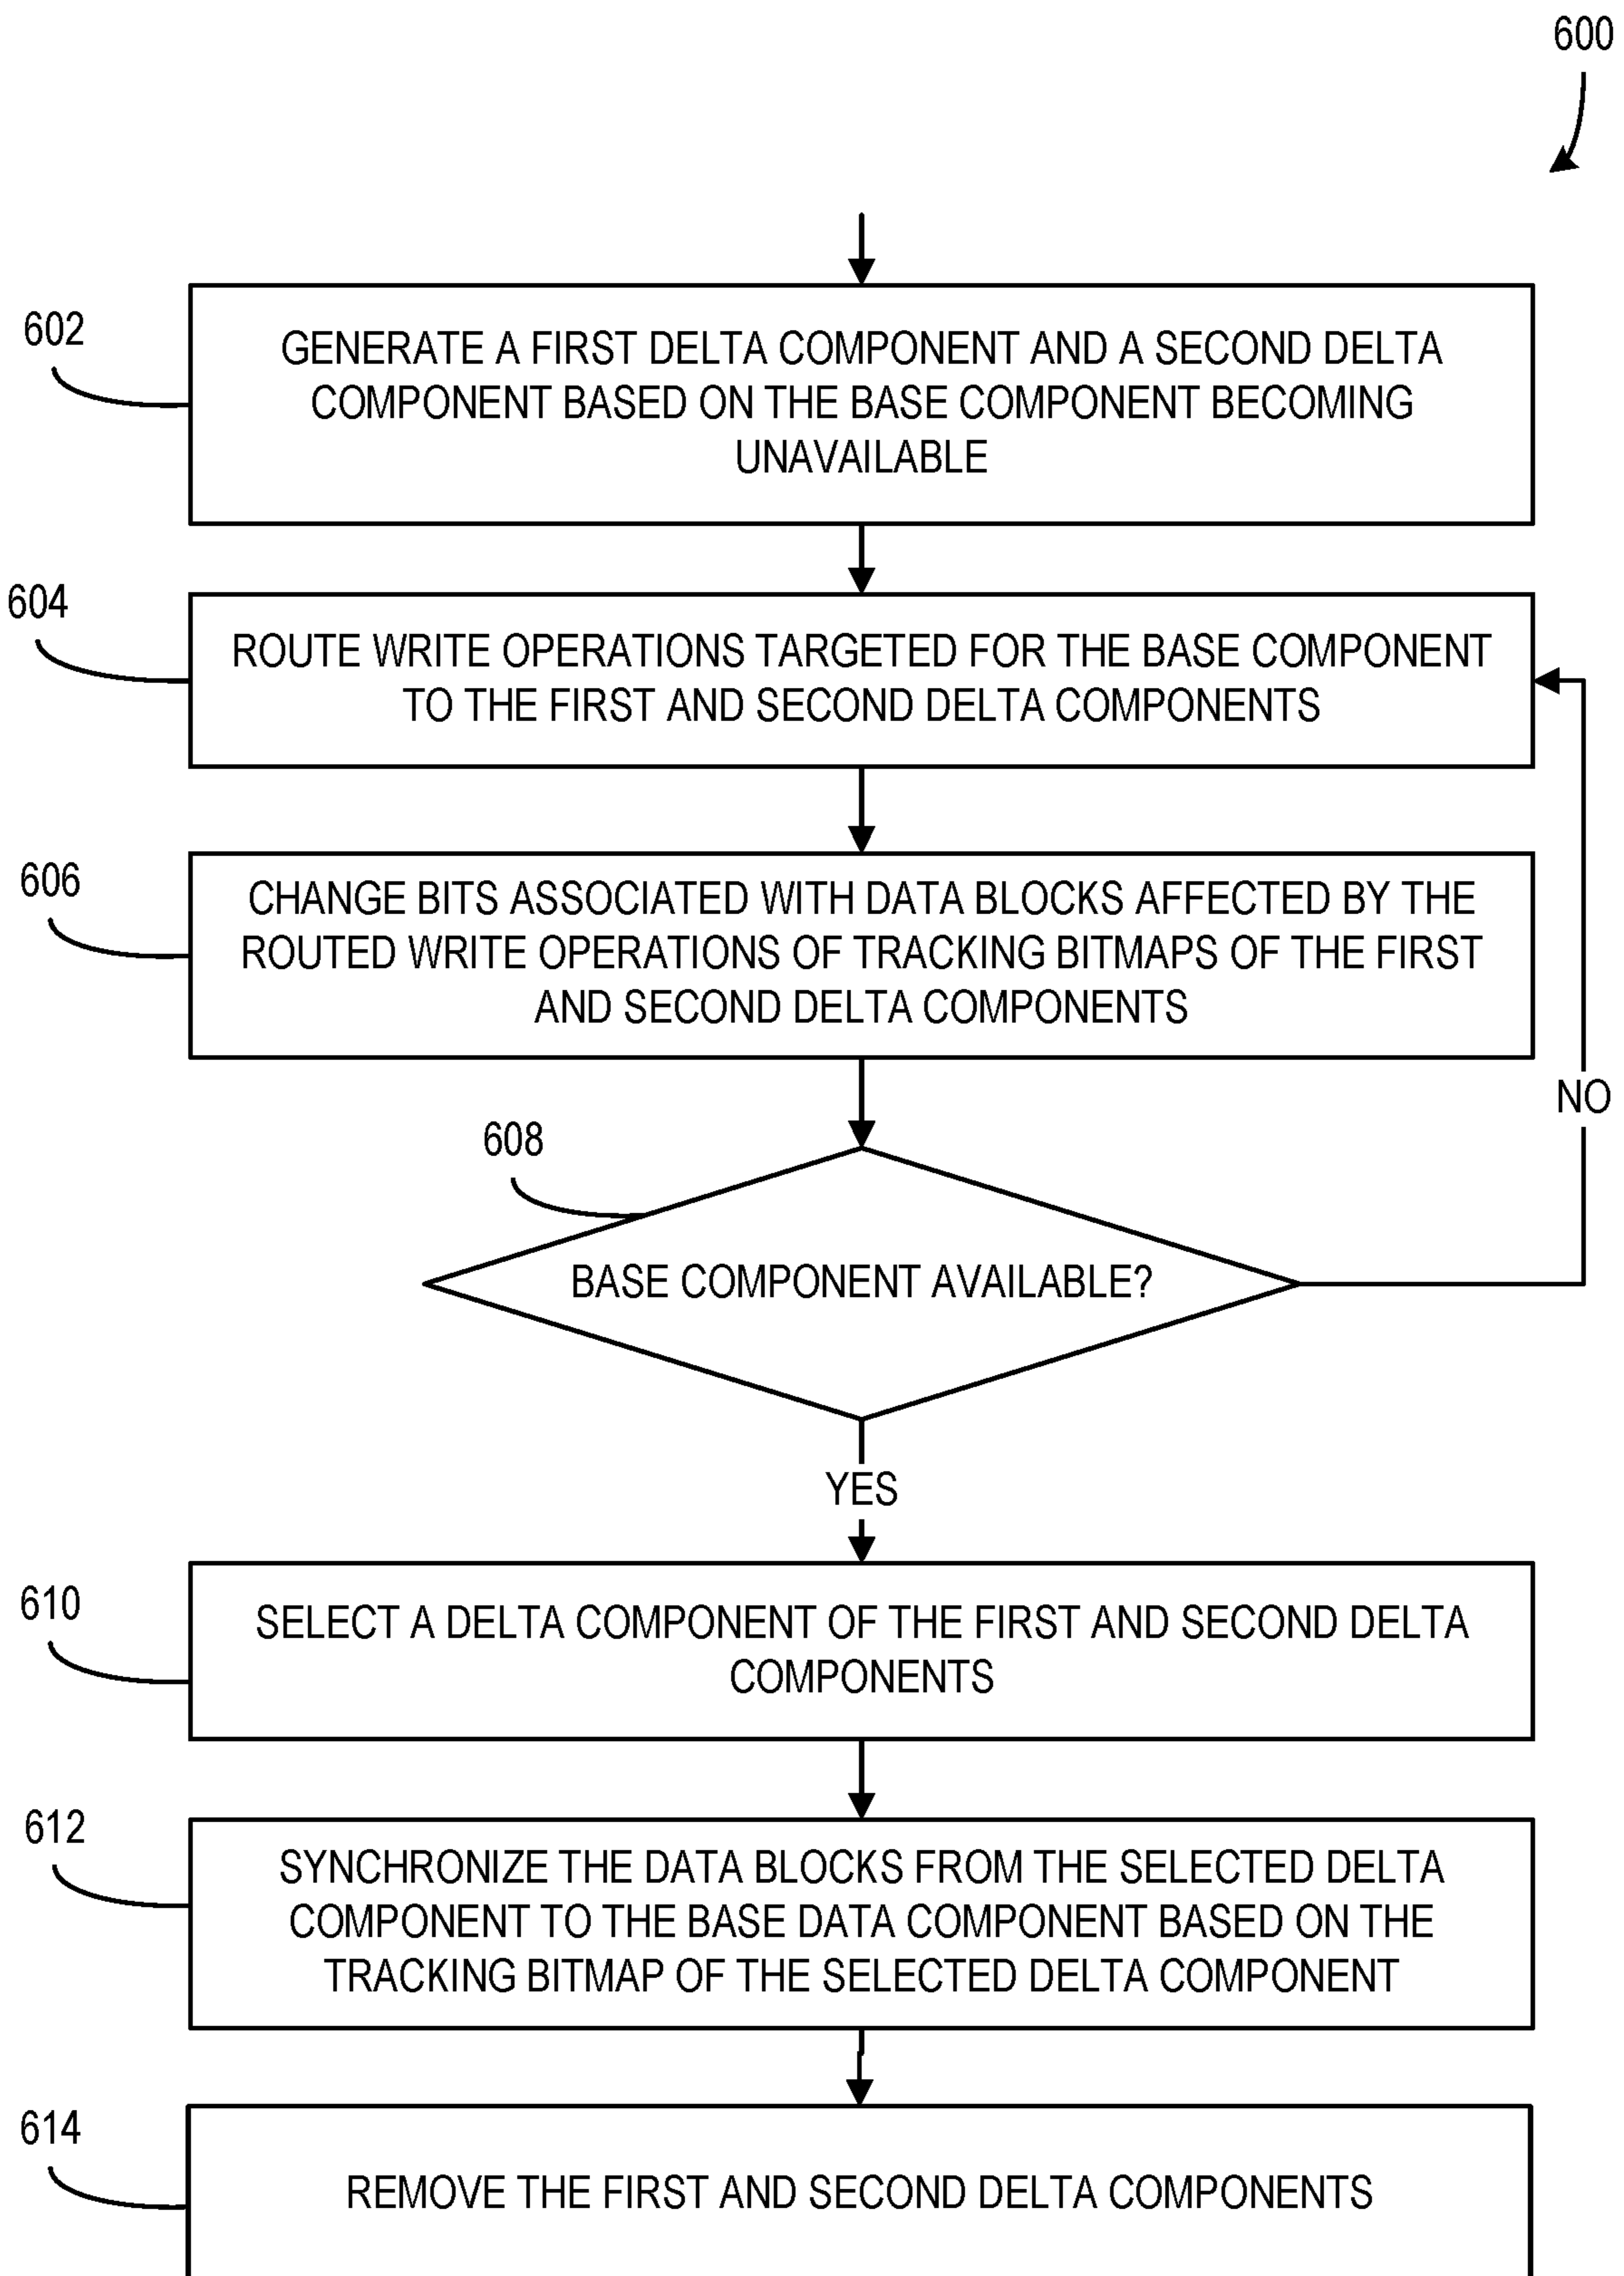 600
602
GENERATE A FIRST DELTA COMPONENT AND A SECOND DELTA
COMPONENT BASED ON THE BASE COMPONENT BECOMING
UNAVAILABLE
604
ROUTE WRITE OPERATIONS TARGETED FOR THE BASE COMPONENT
TO THE FIRST AND SECOND DELTA COMPONENTS
606
CHANGE BITS ASSOCIATED WITH DATA BLOCKS AFFECTED BY THE
ROUTED WRITE OPERATIONS OF TRACKING BITMAPS OF THE FIRST
AND SECOND DELTA COMPONENTS
NO
608
BASE COMPONENT AVAILABLE?
YES
610
SELECT A DELTA COMPONENT OF THE FIRST AND SECOND DELTA
COMPONENTS
612
SYNCHRONIZE THE DATA BLOCKS FROM THE SELECTED DELTA
COMPONENT TO THE BASE DATA COMPONENT BASED ON THE
TRACKING BITMAP OF THE SELECTED DELTA COMPONENT
614
REMOVE THE FIRST AND SECOND DELTA COMPONENTS